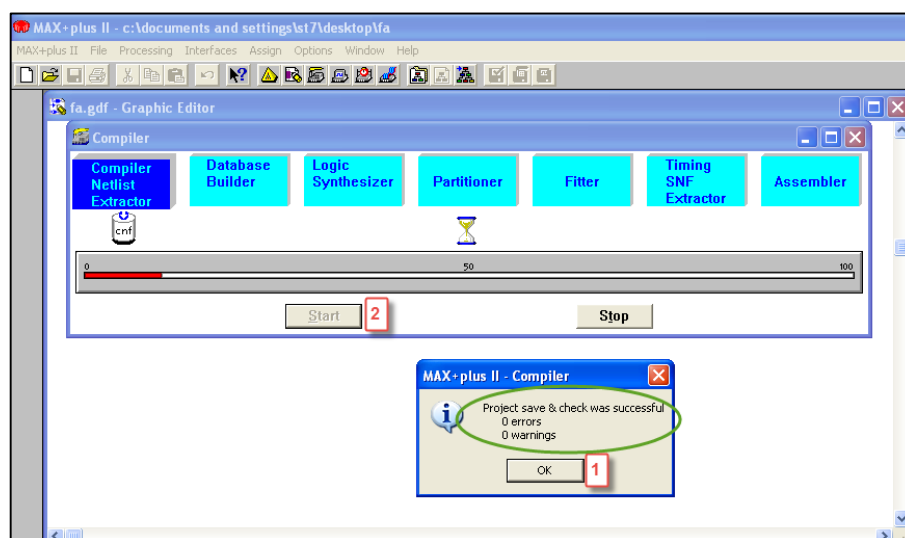 MAX+plus II - c:\documents and settings\st7\desktop\fa
MAX+plus II File Processing Interfaces Assign Options Window Help
fa.gdf - Graphic Editor
Compiler
Compiler Netlist Extractor
Database Builder
Logic Synthesizer
Partitioner
Fitter
Timing SNF Extractor
Assembler
cnf
0 50 100
Start 2 Stop
MAX+plus II - Compiler
Project save & check was successful
0 errors
0 warnings
OK 1